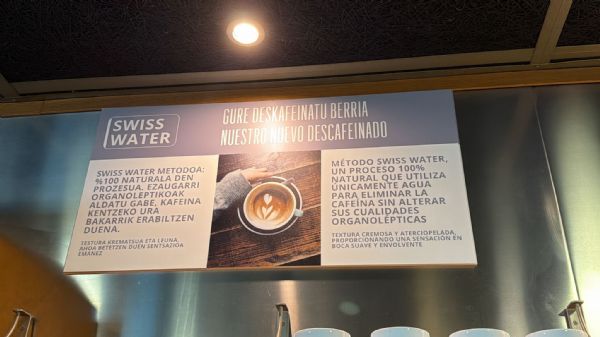 SWISS
WATER
GURE DESKAFEINATU BERRIA
NUESTRO NUEVO DESCAFEINADO
SWISS WATER METODOA:
%100 NATURALA DEN
PROZESUA, EZAUGARRI
ORGANOLEPTIKOAK
ALDATU GABE, KAFEINA
KENTZEKO URA
BAKARRIK ERABILTZEN
DUENA.
TESTURA KREMATSUA ETA LEUNA,
AHOA BETETZEN DUEN SENTSAZIOA
EMANEZ
MÉTODO SWISS WATER,
UN PROCESO 100%
NATURAL QUE UTILIZA
ÚNICAMENTE AGUA
PARA ELIMINAR LA
CAFEÍNA SIN ALTERAR
SUS CUALIDADES
ORGANOLÉPTICAS
TEXTURA CREMOSA Y ATERCIOPELADA,
PROPORCIONANDO UNA SENSACIÓN EN
BOCA SUAVE Y ENVOLVENTE